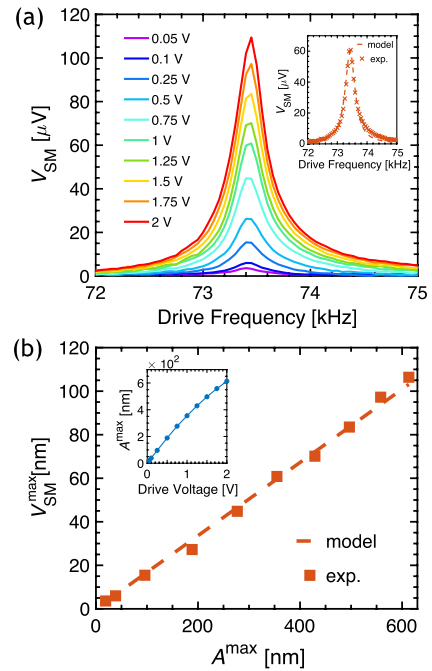 (a)
120
100
80
60
40
20
0
V_SM [μV]
0.05 V
0.1 V
0.25 V
0.5 V
0.75 V
1 V
1.25 V
1.5 V
1.75 V
2 V
model
exp.
60
40
20
0
V_SM [μV]
72 73 74 75
Drive Frequency [kHz]
72 73 74 75
Drive Frequency [kHz]
(b)
120
100
80
60
40
20
0
V_SM^max [nm]
× 10^2
6
4
2
0
A^max [nm]
0 1 2
Drive Voltage [V]
model
exp.
0 100 200 300 400 500 600
A^max [nm]